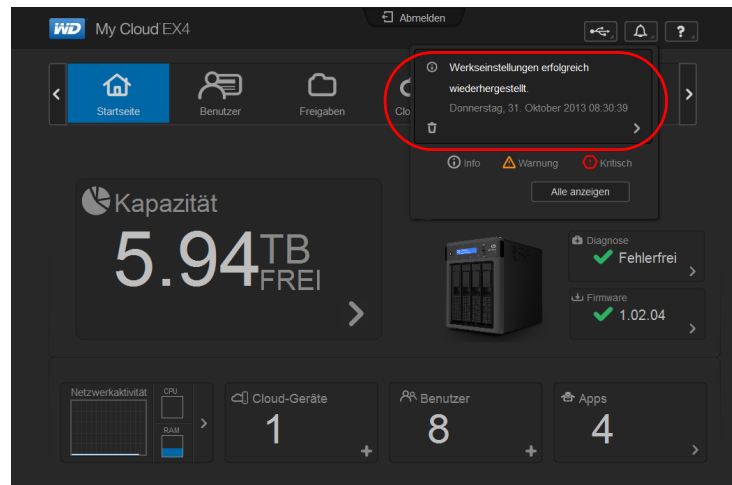 WD My Cloud EX4
Abmelden
?
Werkseinstellungen erfolgreich
wiederhergestellt.
Donnerstag, 31. Oktober 2013 08:30:39
Startseite
Benutzer
Freigaben
Clo
Info
Warnung
Kritisch
Alle anzeigen
Kapazität
5.94 TB
FREI
Diagnose
Fehlerfrei
Firmware
1.02.04
Netzwerkaktivität
CPU
RAM
Cloud-Geräte
1
Benutzer
8
Apps
4